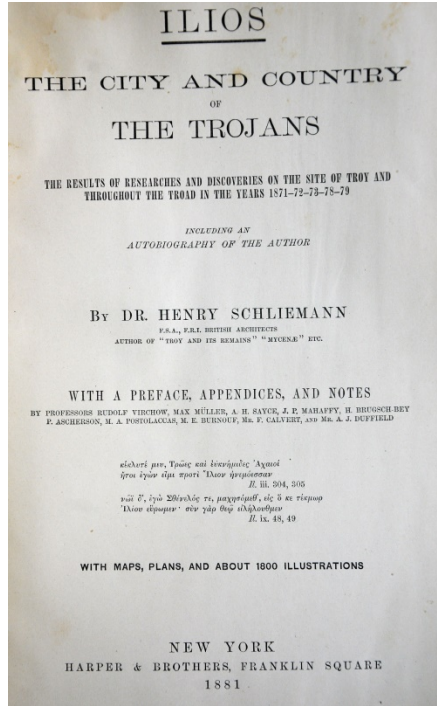 ILIOS
THE CITY AND COUNTRY
OF
THE TROJANS
THE RESULTS OF RESEARCHES AND DISCOVERIES ON THE SITE OF TROY AND
THROUGHOUT THE TROAD IN THE YEARS 1871–72–73–78–79
INCLUDING AN
AUTOBIOGRAPHY OF THE AUTHOR
BY DR. HENRY SCHLIEMANN
F.S.A., F.R.I. BRITISH ARCHITECTS
AUTHOR OF "TROY AND ITS REMAINS" "MYCENÆ" ETC.
WITH A PREFACE, APPENDICES, AND NOTES
BY PROFESSORS RUDOLF VIRCHOW, MAX MÜLLER, A. H. SAYCE, J. P. MAHAFFY, H. BRUGSCH-BEY
P. ASCHERSON, M. A. POSTOLACCAS, M. E. BURNOUF, MR. F. CALVERT, AND MR. A. J. DUFFIELD
κέκλυτέ μευ, Τρῶες καὶ ἐϋκνήμιδες Ἀχαιοί
ἤτοι ἐγὼν εἶμι προτὶ Ἴλιον ἠνεμόεσσαν
Il. iii. 304, 305
νῶϊ δ', ἐγὼ Σθένελός τε, μαχησόμεθ', εἰς ὅ κε τέκμωρ
Ἰλίου εὕρωμεν· σὺν γὰρ θεῷ εἰλήλουθμεν
Il. ix. 48, 49
WITH MAPS, PLANS, AND ABOUT 1800 ILLUSTRATIONS
NEW YORK
HARPER & BROTHERS, FRANKLIN SQUARE
1881